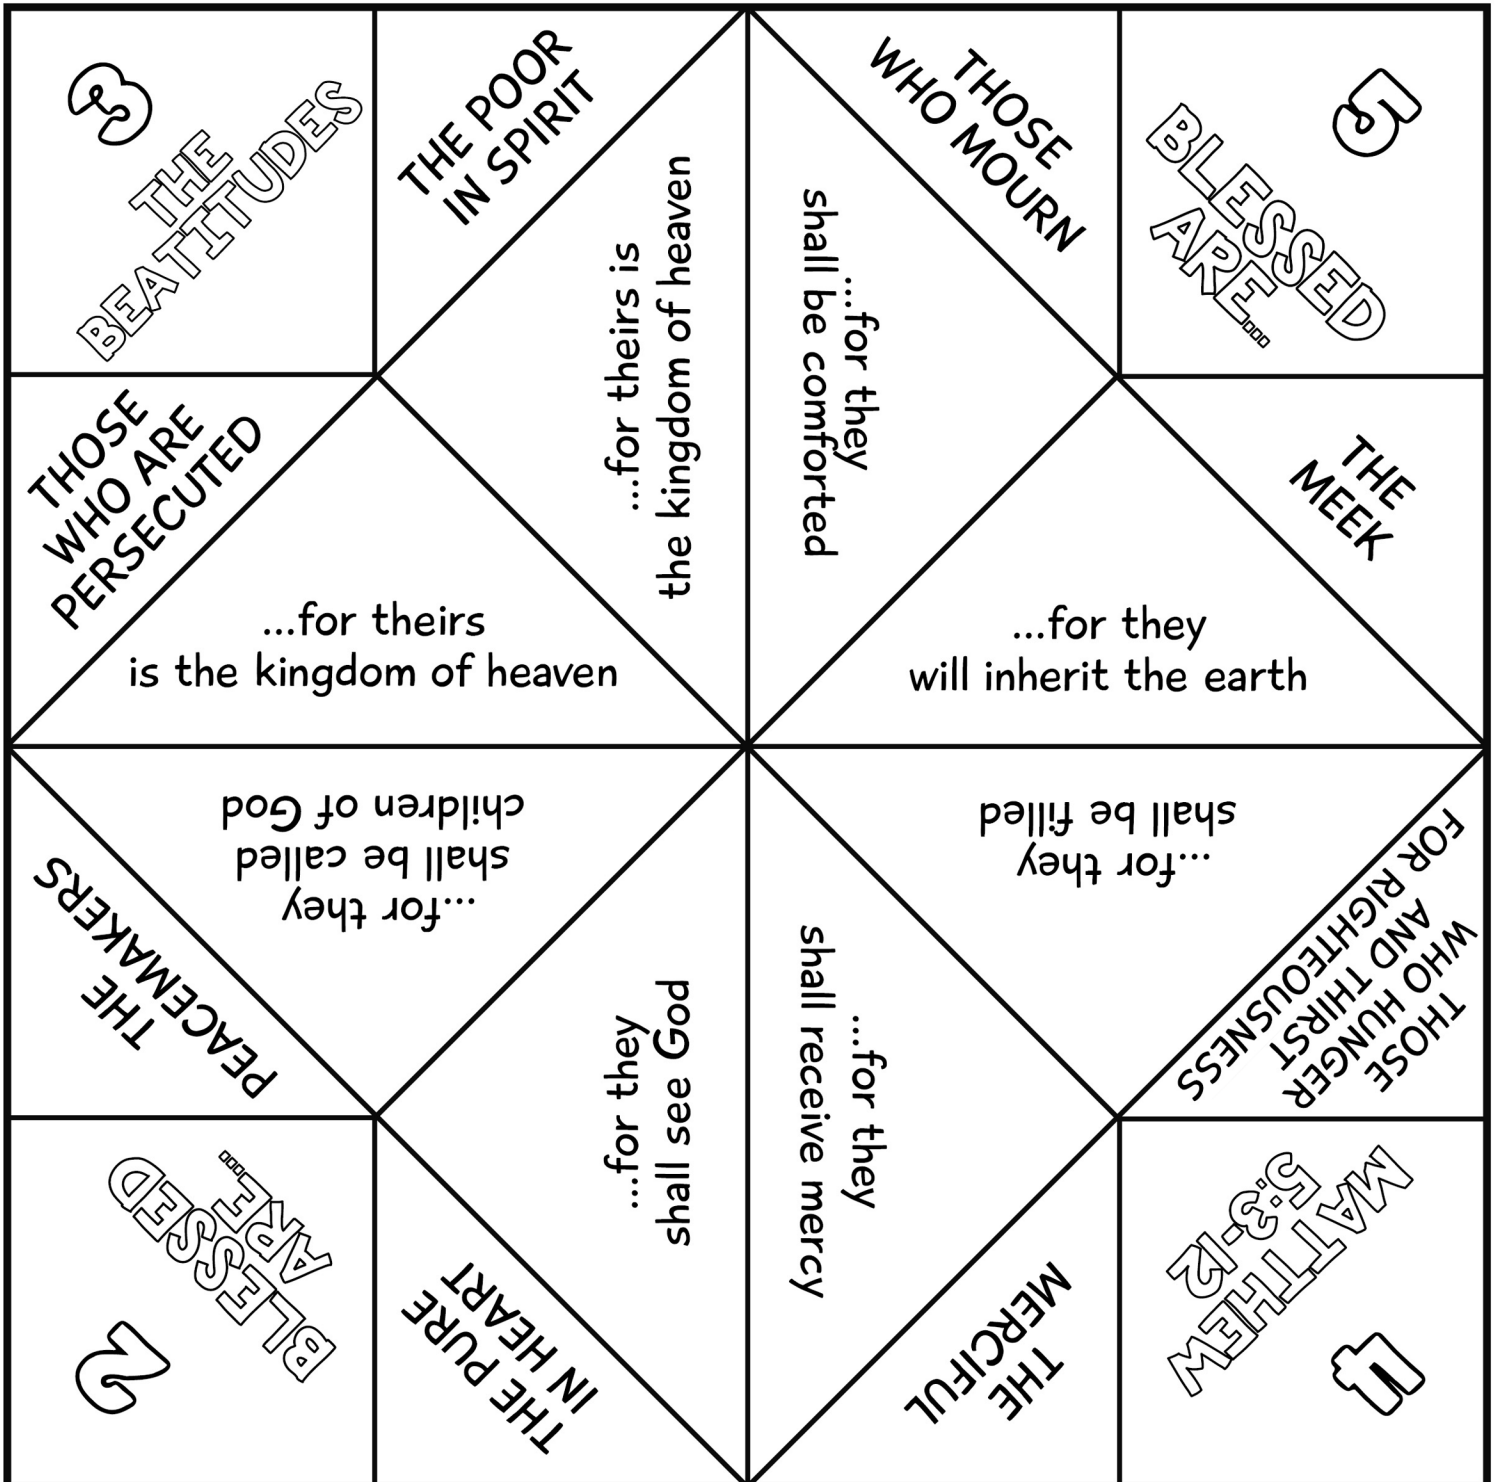 3
THE
BEATITUDES
THE POOR
IN SPIRIT
THOSE
WHO MOURN
5
BLESSED
ARE...
...for theirs is
the kingdom of heaven
...for they
shall be comforted
THOSE
WHO ARE
PERSECUTED
THE
MEEK
...for theirs
is the kingdom of heaven
...for they
will inherit the earth
...for they
shall be called
children of God
...for they
shall be filled
THE
PEACEMAKERS
THOSE
WHO HUNGER
AND THIRST
FOR RIGHTEOUSNESS
...for they
shall see God
...for they
shall receive mercy
BLESSED
ARE...
2
THE PURE
IN HEART
THE
MERCIFUL
MATTHEW
5:3-12
4